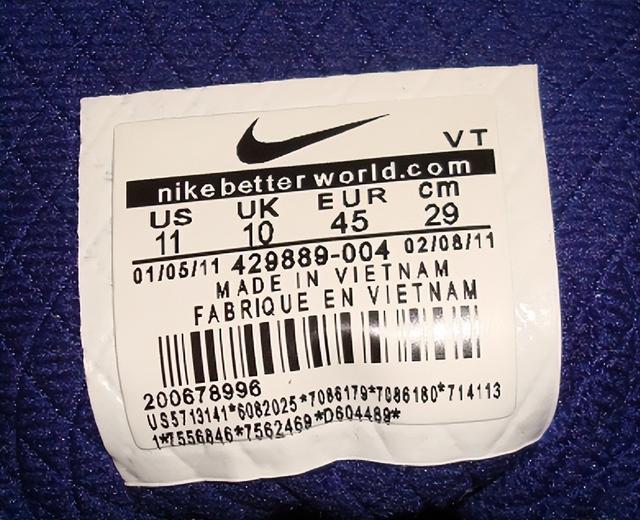 VT
nikebetterworld.com
US UK EUR cm
11 10 45 29
01/05/11 429889-004 02/08/11
MADE IN VIETNAM
FABRIQUE EN VIETNAM
200678996
US5713141*6082025*7086179*7086180*714113
1*7556846*7562469*D604489*